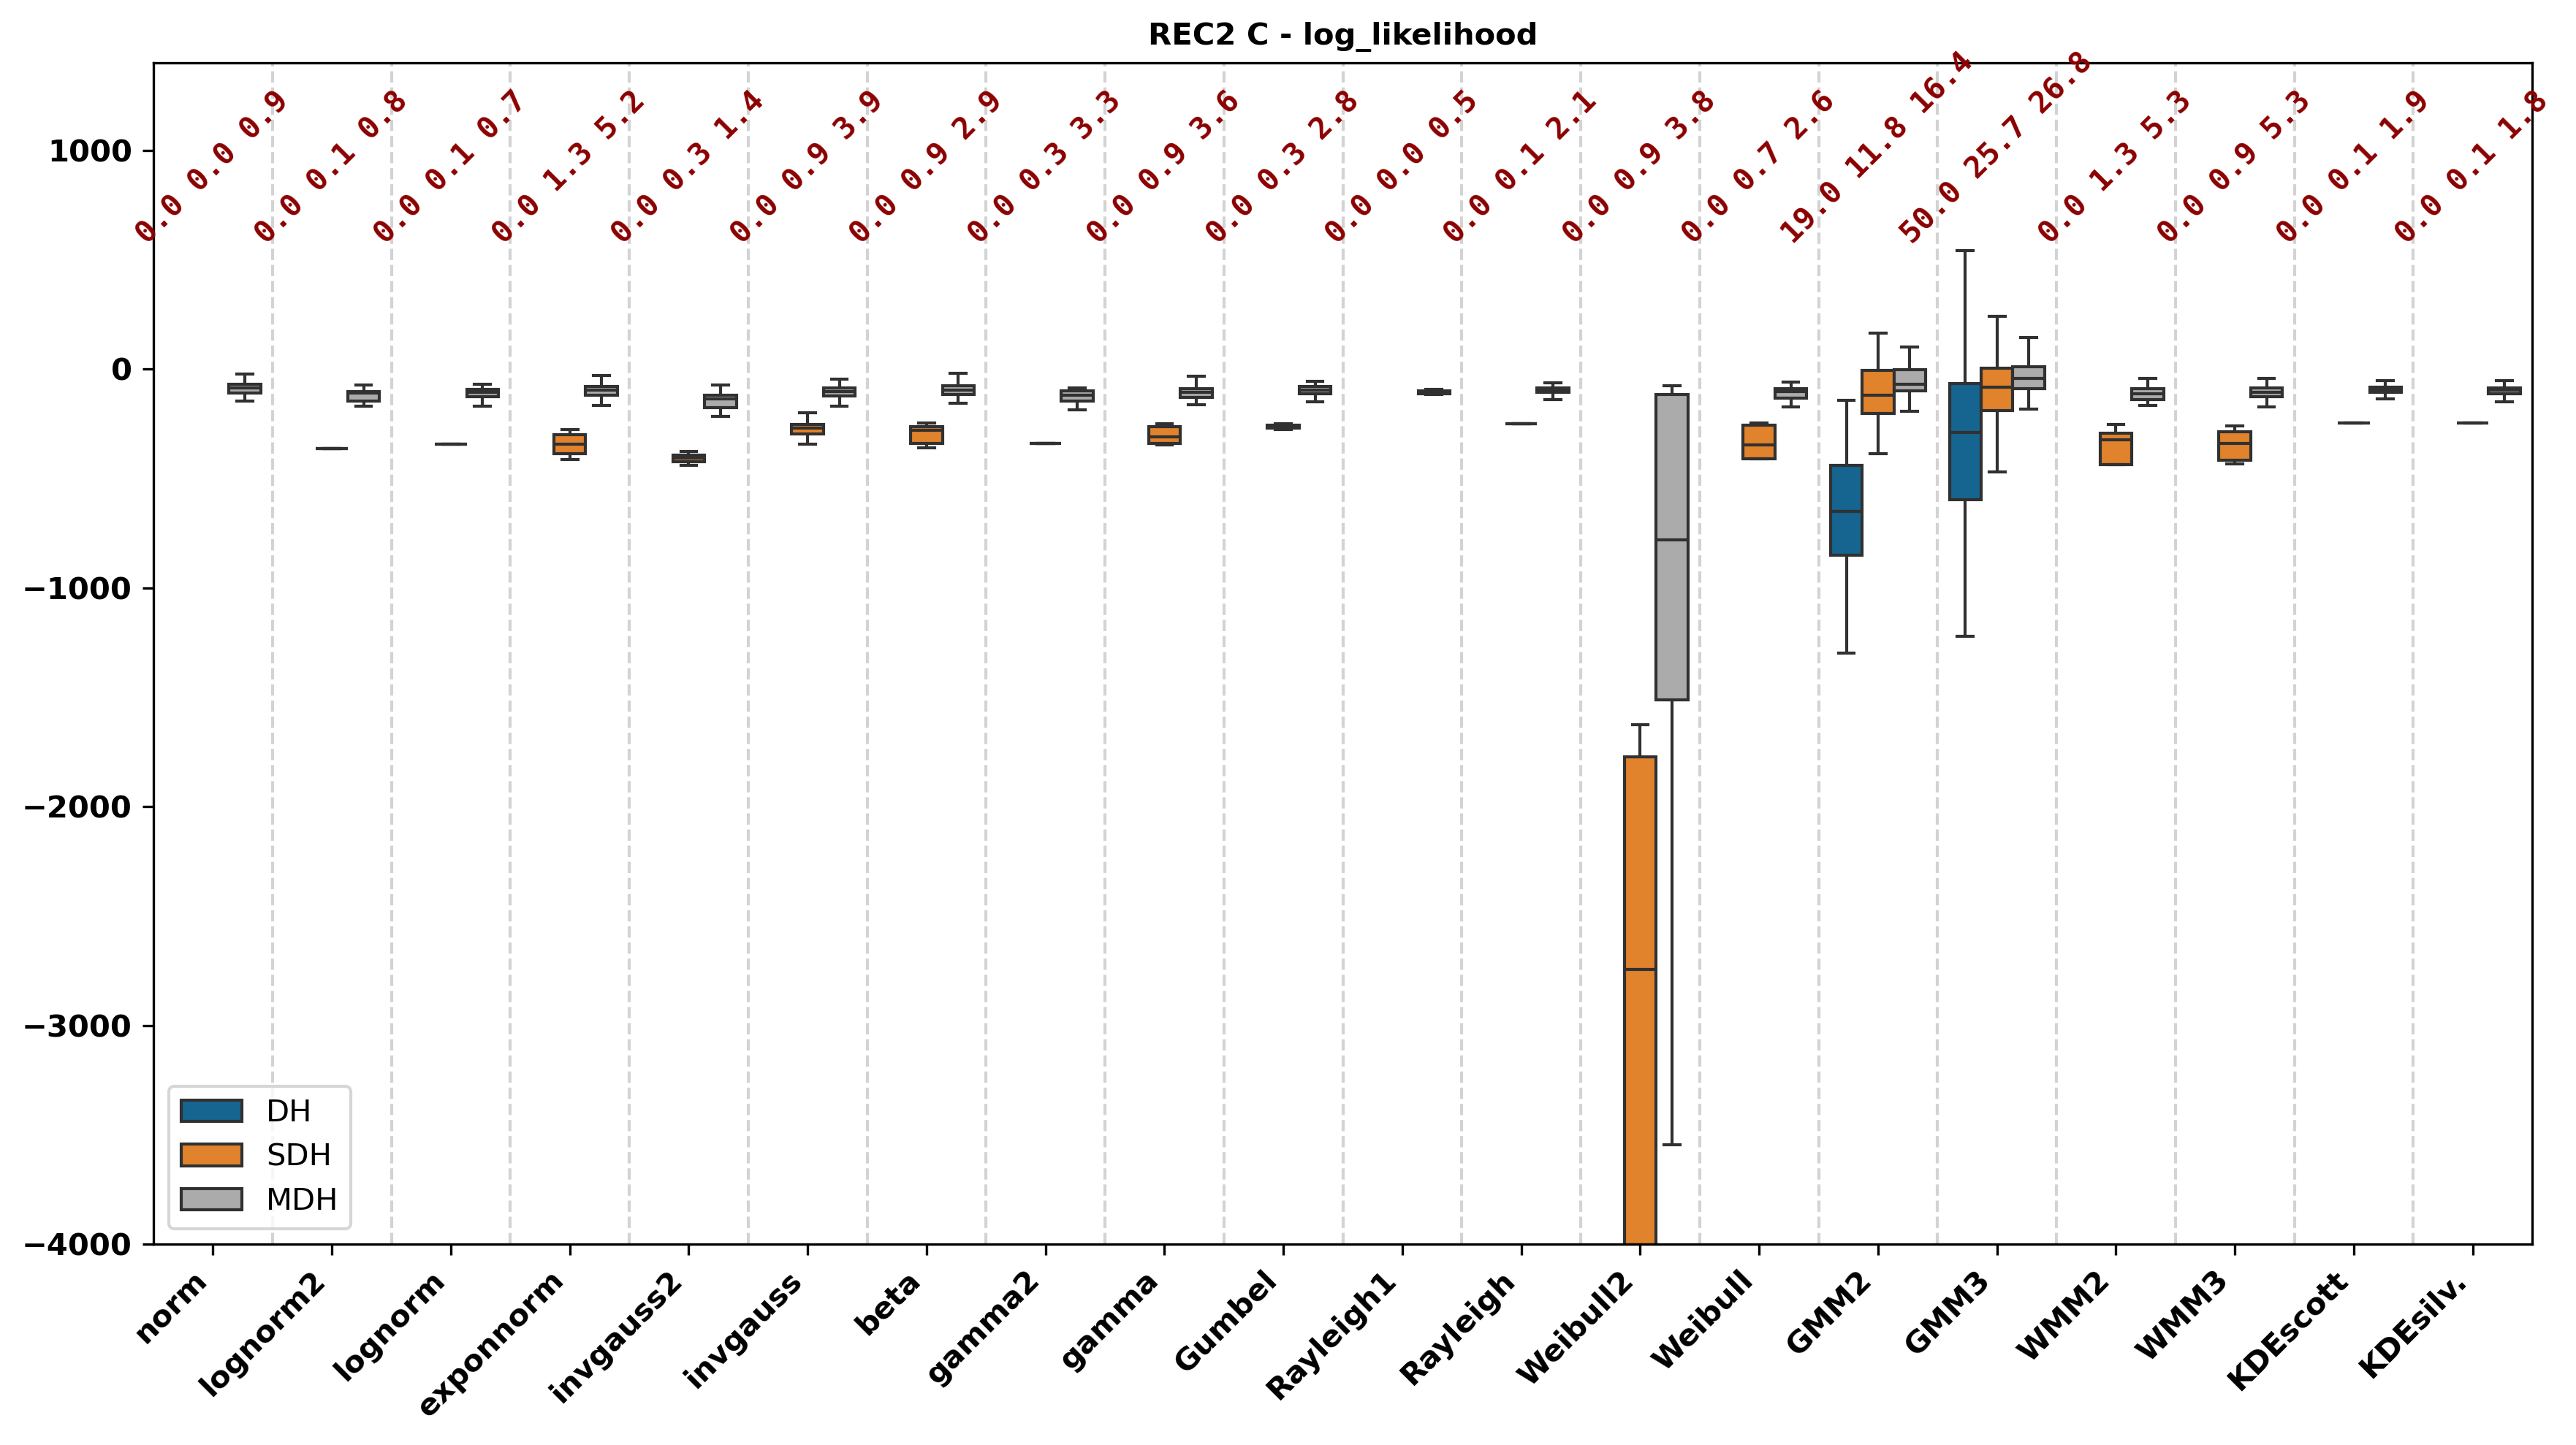 REC2 C - log_likelihood
0.0 0.0 0.9
0.0 0.1 0.8
0.0 0.1 0.7
0.0 1.3 5.2
0.0 0.3 1.4
0.0 0.9 3.9
0.0 0.9 2.9
0.0 0.3 3.3
0.0 0.9 3.6
0.0 0.3 2.8
0.0 0.0 0.5
0.0 0.1 2.1
0.0 0.9 3.8
0.0 0.7 2.6
19.0 11.8 16.4
50.0 25.7 26.8
0.0 1.3 5.3
0.0 0.9 5.3
0.0 0.1 1.9
0.0 0.1 1.8
1000
0
−1000
−2000
−3000
−4000
DH
SDH
MDH
norm
lognorm2
lognorm
exponnorm
invgauss2
invgauss
beta
gamma2
gamma
Gumbel
Rayleigh1
Rayleigh
Weibull2
Weibull
GMM2
GMM3
WMM2
WMM3
KDEscott
KDEsilv.